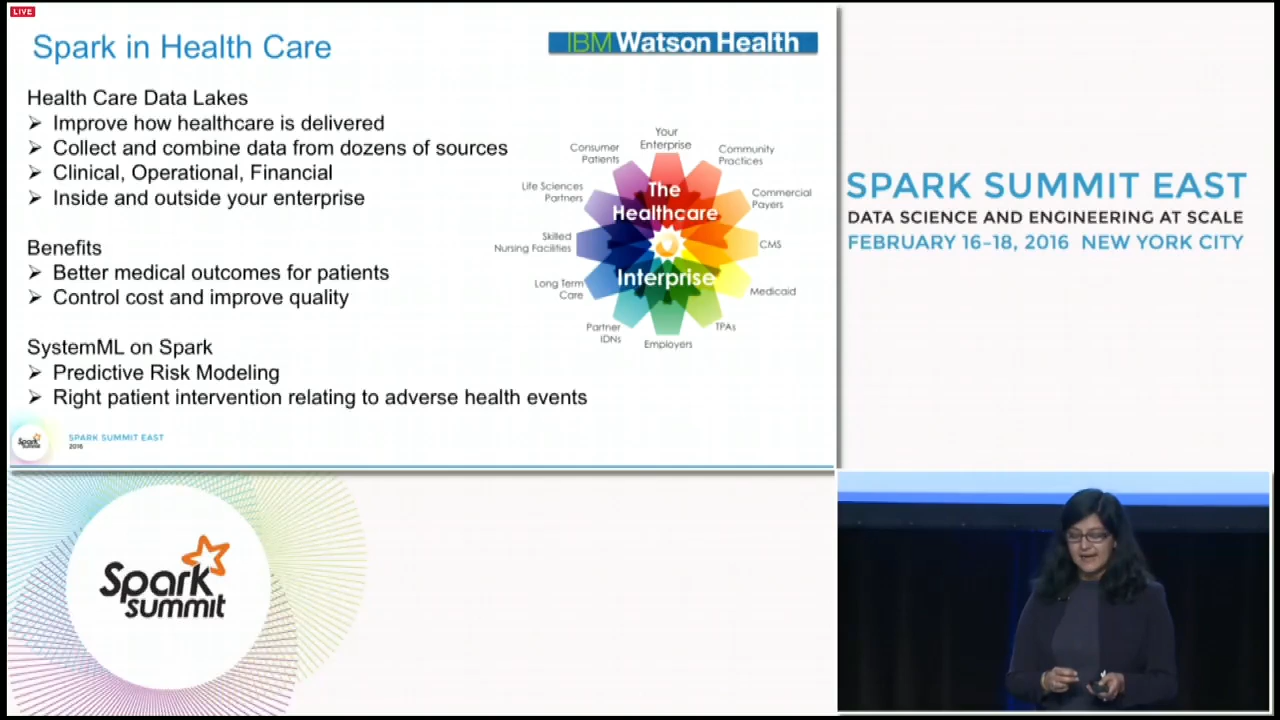 LIVE
Spark in Health Care
IBM Watson Health
Health Care Data Lakes
➢ Improve how healthcare is delivered
➢ Collect and combine data from dozens of sources
➢ Clinical, Operational, Financial
➢ Inside and outside your enterprise
Benefits
➢ Better medical outcomes for patients
➢ Control cost and improve quality
SystemML on Spark
➢ Predictive Risk Modeling
➢ Right patient intervention relating to adverse health events
Your
Enterprise
Community
Practices
Commercial
Payers
CMS
Medicaid
TPAs
Employers
Partner
IDNs
Long Term
Care
Skilled
Nursing Facilities
Life Sciences
Partners
Consumer
Patients
The
Healthcare
Interprise
Spark
Summit
SPARK SUMMIT EAST
2016
SPARK SUMMIT EAST
DATA SCIENCE AND ENGINEERING AT SCALE
FEBRUARY 16-18, 2016 NEW YORK CITY
Spark
summit